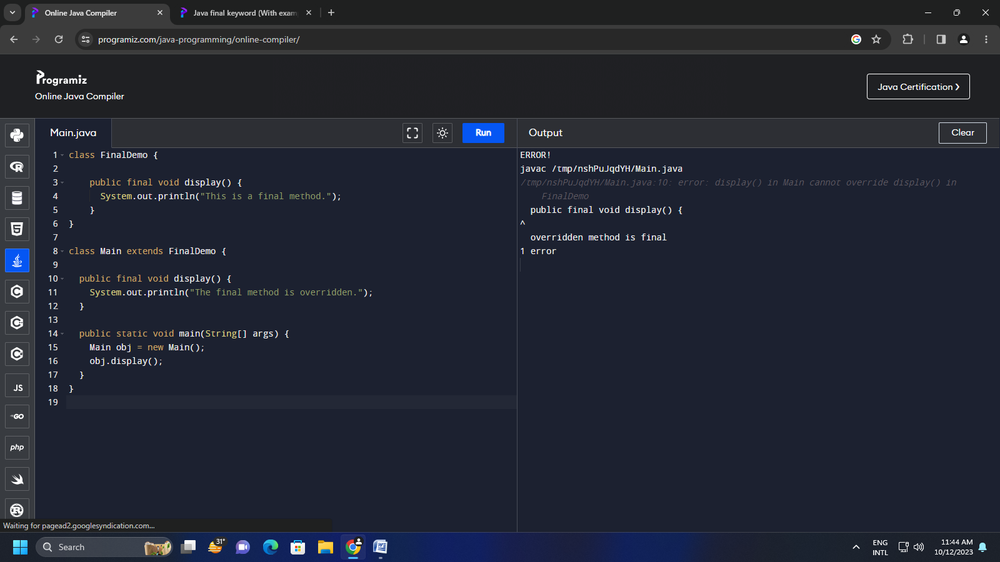 Online Java Compiler
Java final keyword (With exam
programiz.com/java-programming/online-compiler/
Programiz
Online Java Compiler
Java Certification ❯
Main.java
Run
Output
Clear
1 class FinalDemo {
2
3 public final void display() {
4 System.out.println("This is a final method.");
5 }
6 }
7
8 class Main extends FinalDemo {
9
10 public final void display() {
11 System.out.println("The final method is overridden.");
12 }
13
14 public static void main(String[] args) {
15 Main obj = new Main();
16 obj.display();
17 }
18 }
19
ERROR!
javac /tmp/nshPuJqdYH/Main.java
/tmp/nshPuJqdYH/Main.java:10: error: display() in Main cannot override display() in
FinalDemo
public final void display() {
^
overridden method is final
1 error
JS
GO
php
Waiting for pagead2.googlesyndication.com...
Search
31°
ENG
INTL
11:44 AM
10/12/2023